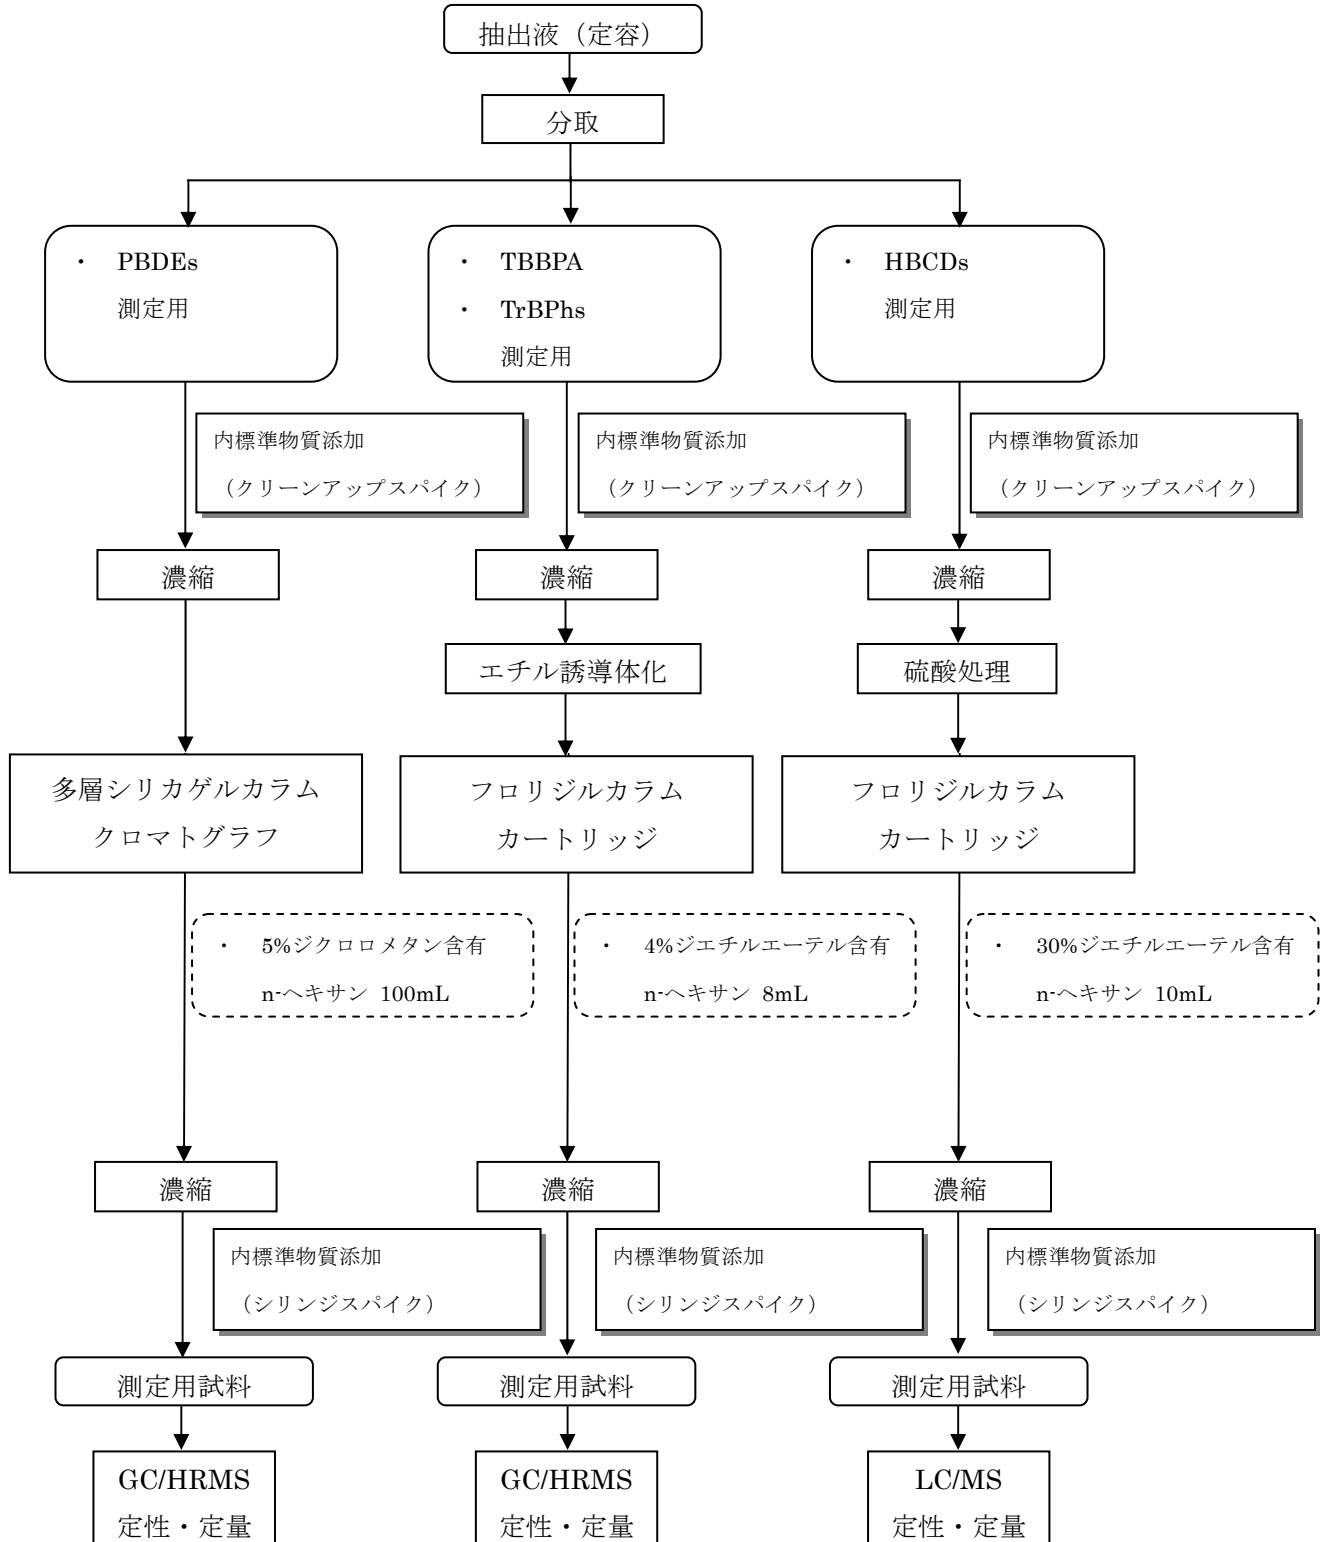 抽出液（定容）
分取
・ PBDEs
測定用
・ TBBPA
・ TrBPhs
測定用
・ HBCDs
測定用
内標準物質添加
（クリーンアップスパイク）
内標準物質添加
（クリーンアップスパイク）
内標準物質添加
（クリーンアップスパイク）
濃縮
濃縮
濃縮
エチル誘導体化
硫酸処理
多層シリカゲルカラム
クロマトグラフ
フロリジルカラム
カートリッジ
フロリジルカラム
カートリッジ
・ 5%ジクロロメタン含有
n-ヘキサン 100mL
・ 4%ジエチルエーテル含有
n-ヘキサン 8mL
・ 30%ジエチルエーテル含有
n-ヘキサン 10mL
濃縮
濃縮
濃縮
内標準物質添加
（シリンジスパイク）
内標準物質添加
（シリンジスパイク）
内標準物質添加
（シリンジスパイク）
測定用試料
測定用試料
測定用試料
GC/HRMS
定性・定量
GC/HRMS
定性・定量
LC/MS
定性・定量